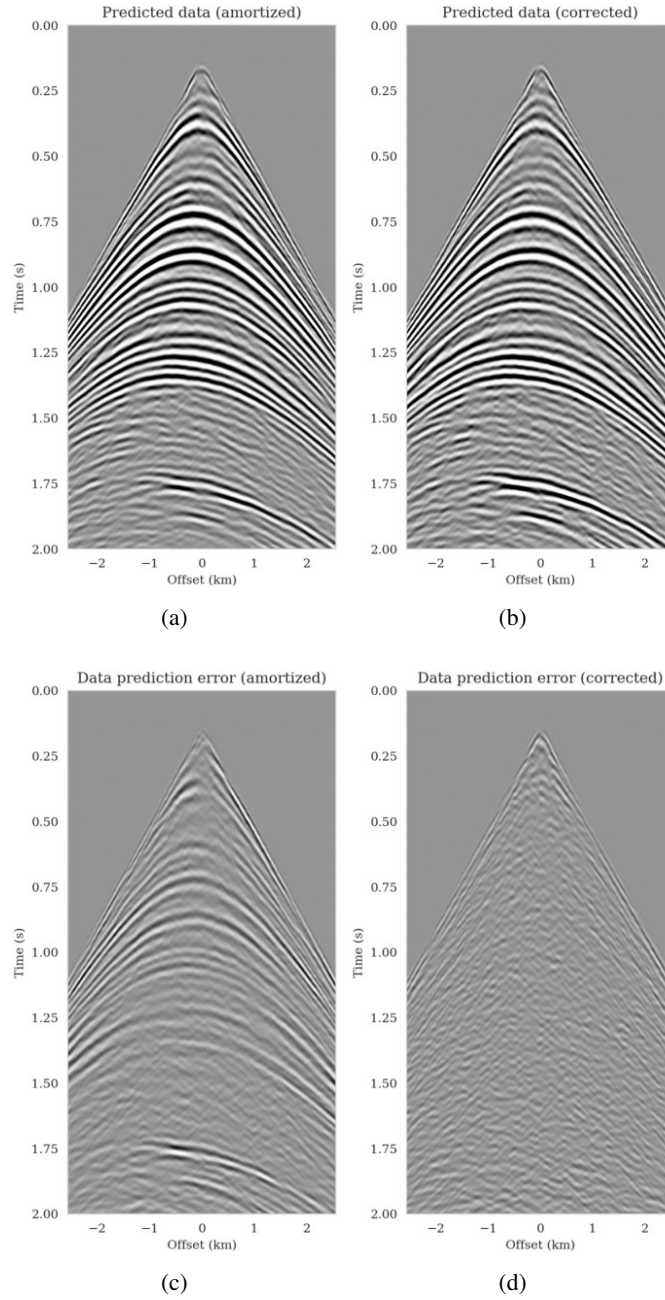 Predicted data (amortized)
0.00
0.25
0.50
0.75
1.00
1.25
1.50
1.75
2.00
Time (s)
−2 −1 0 1 2
Offset (km)
(a)
Predicted data (corrected)
0.00
0.25
0.50
0.75
1.00
1.25
1.50
1.75
2.00
Time (s)
−2 −1 0 1 2
Offset (km)
(b)
Data prediction error (amortized)
0.00
0.25
0.50
0.75
1.00
1.25
1.50
1.75
2.00
Time (s)
−2 −1 0 1 2
Offset (km)
(c)
Data prediction error (corrected)
0.00
0.25
0.50
0.75
1.00
1.25
1.50
1.75
2.00
Time (s)
−2 −1 0 1 2
Offset (km)
(d)